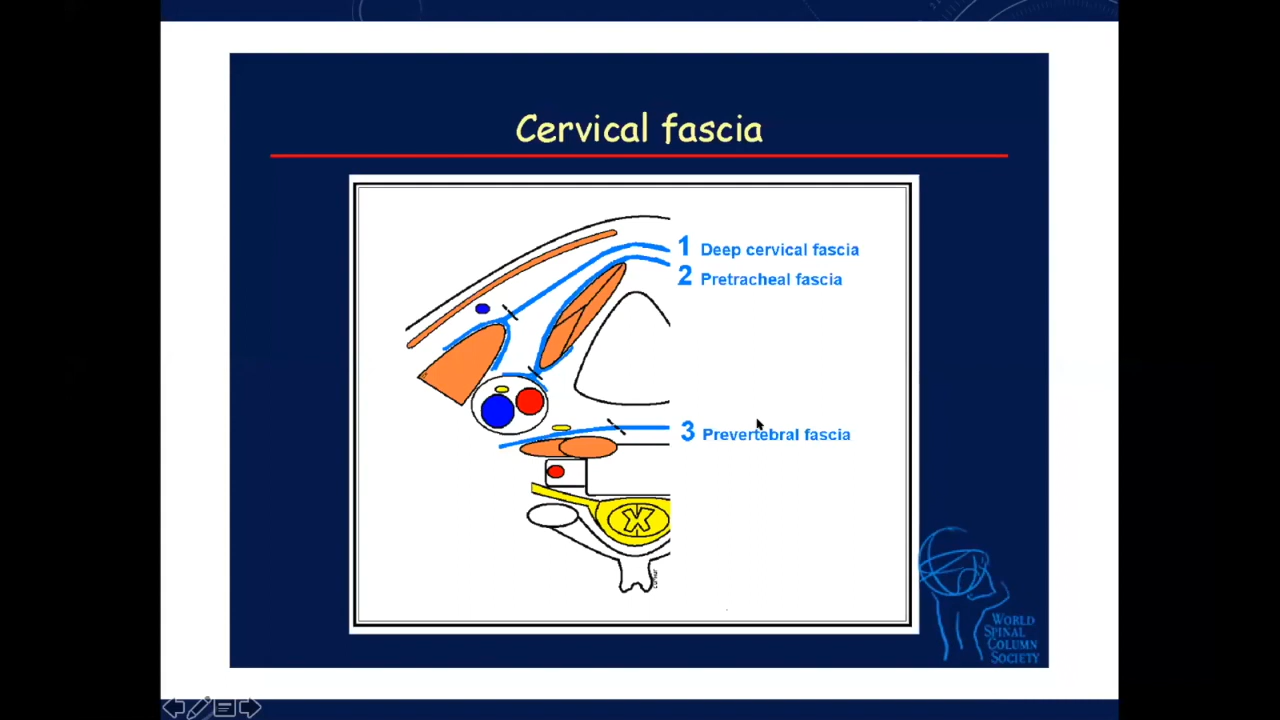 Cervical fascia
1 Deep cervical fascia
2 Pretracheal fascia
3 Prevertebral fascia
WORLD
SPINAL
COLUMN
SOCIETY